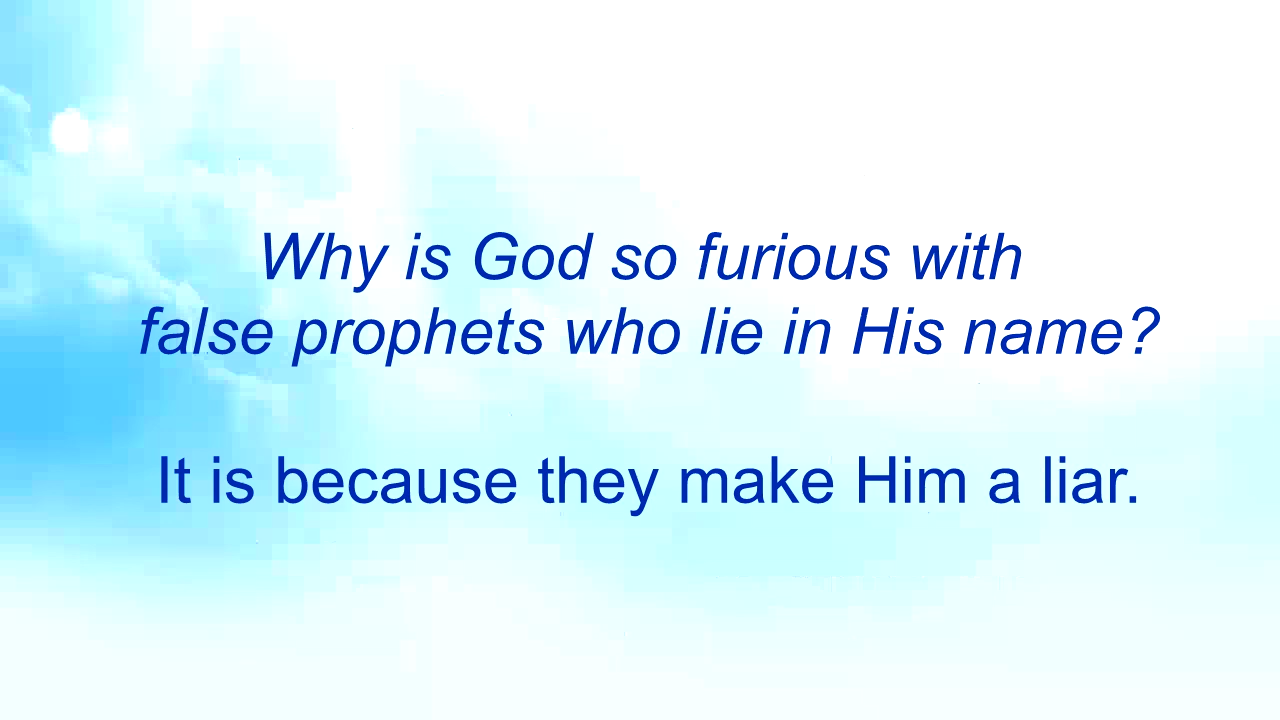 Why is God so furious with
false prophets who lie in His name?
It is because they make Him a liar.